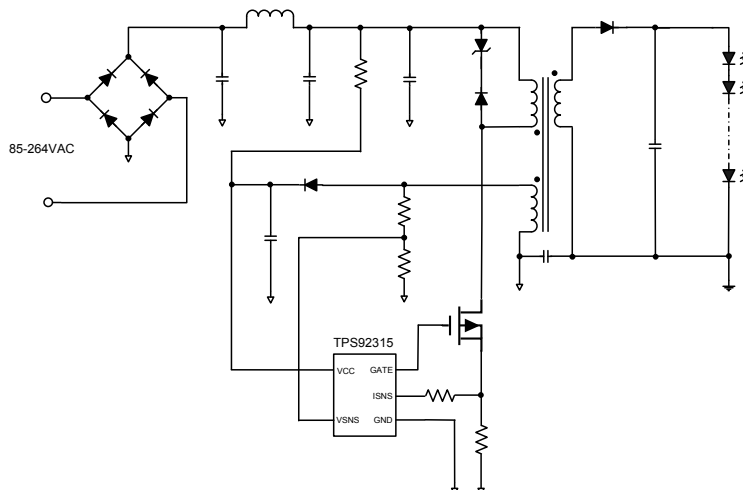 85-264VAC
TPS92315
VCC GATE
ISNS
VSNS GND